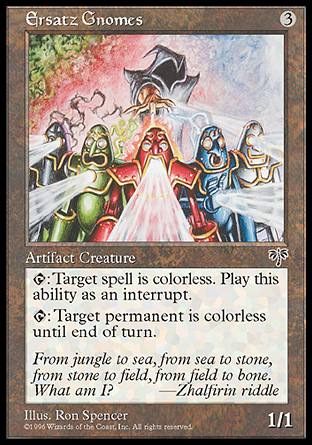 Ersatz Gnomes 3
Artifact Creature
:Target spell is colorless. Play this
ability as an interrupt.
:Target permanent is colorless
until end of turn.
From jungle to sea, from sea to stone,
from stone to field, from field to bone.
What am I? —Zhalfirin riddle
Illus. Ron Spencer
©1996 Wizards of the Coast, Inc. All rights reserved.
1/1